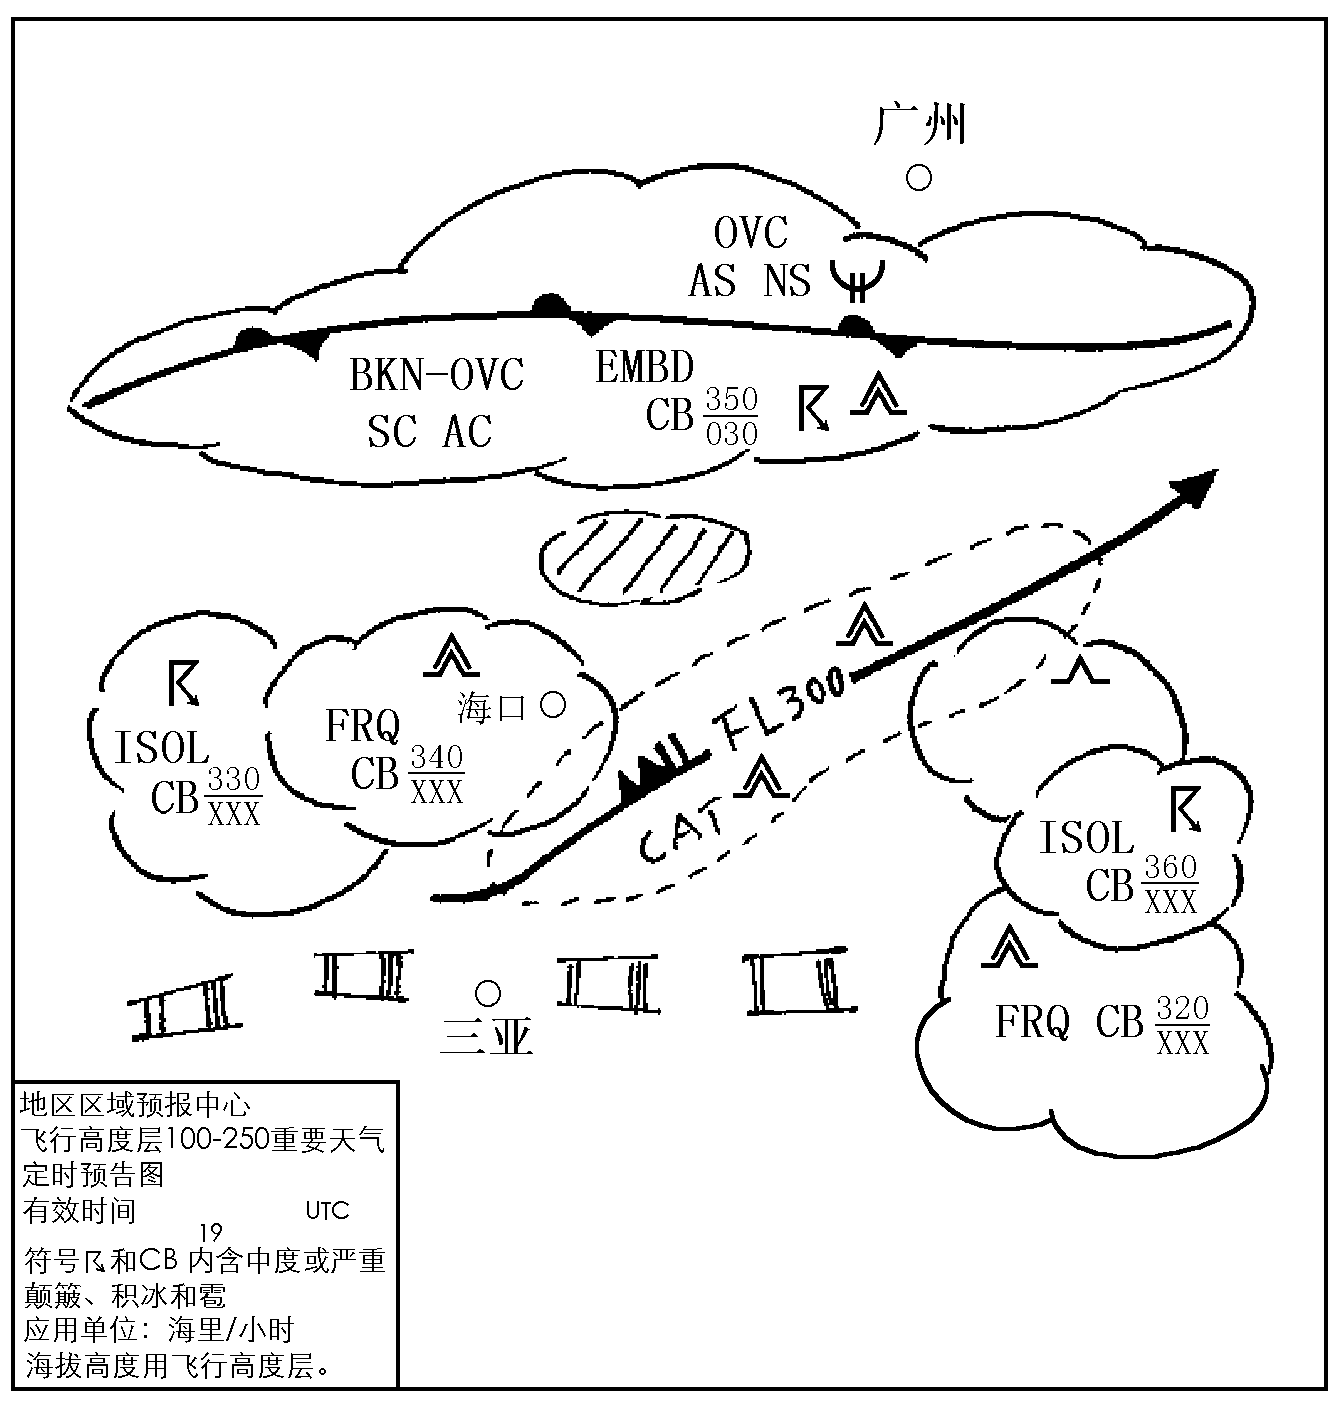 广州
OVC
AS NS
BKN-OVC
SC AC
EMBD
CB 350
030
FL300
CAT
海口
FRQ
CB 340
XXX
ISOL
CB 330
XXX
ISOL
CB 360
XXX
FRQ CB 320
XXX
三亚
地区区域预报中心
飞行高度层100-250重要天气
定时预告图
有效时间 UTC
19
符号和CB 内含中度或严重
颠簸、积冰和雹
应用单位：海里/小时
海拔高度用飞行高度层。